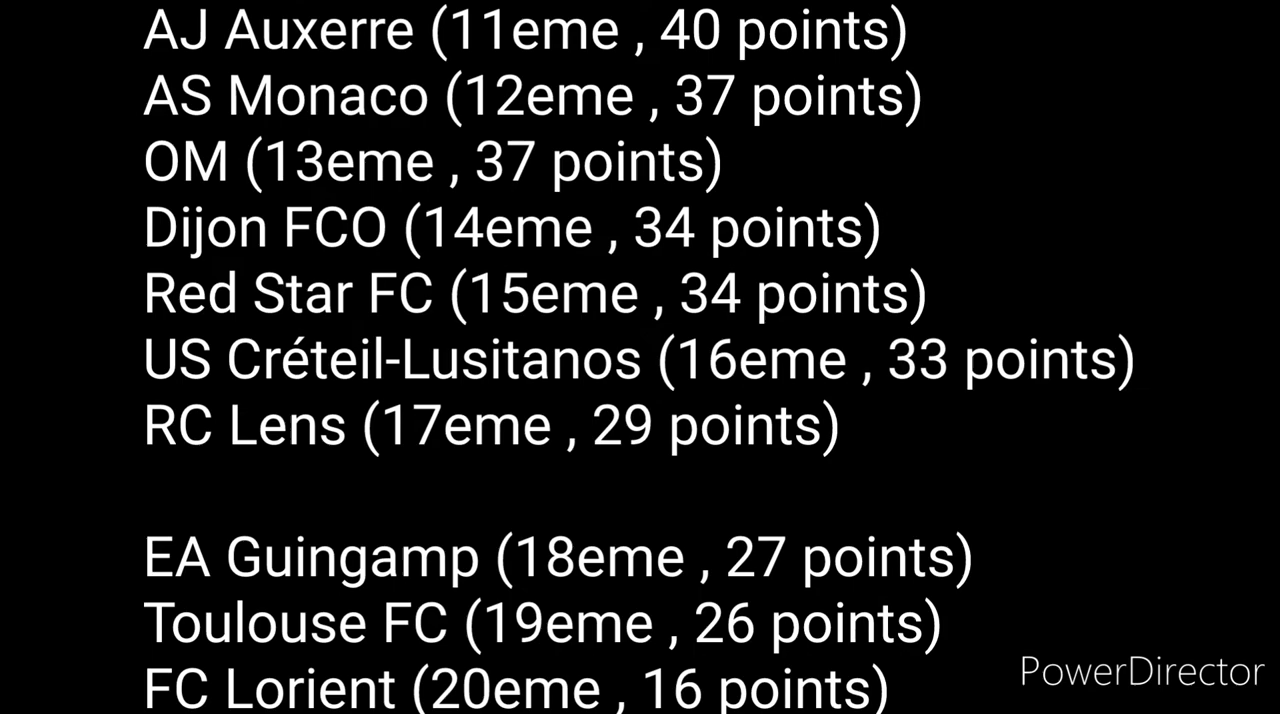 AJ Auxerre (11eme , 40 points)
AS Monaco (12eme , 37 points)
OM (13eme , 37 points)
Dijon FCO (14eme , 34 points)
Red Star FC (15eme , 34 points)
US Créteil-Lusitanos (16eme , 33 points)
RC Lens (17eme , 29 points)
EA Guingamp (18eme , 27 points)
Toulouse FC (19eme , 26 points)
FC Lorient (20eme , 16 points)
PowerDirector